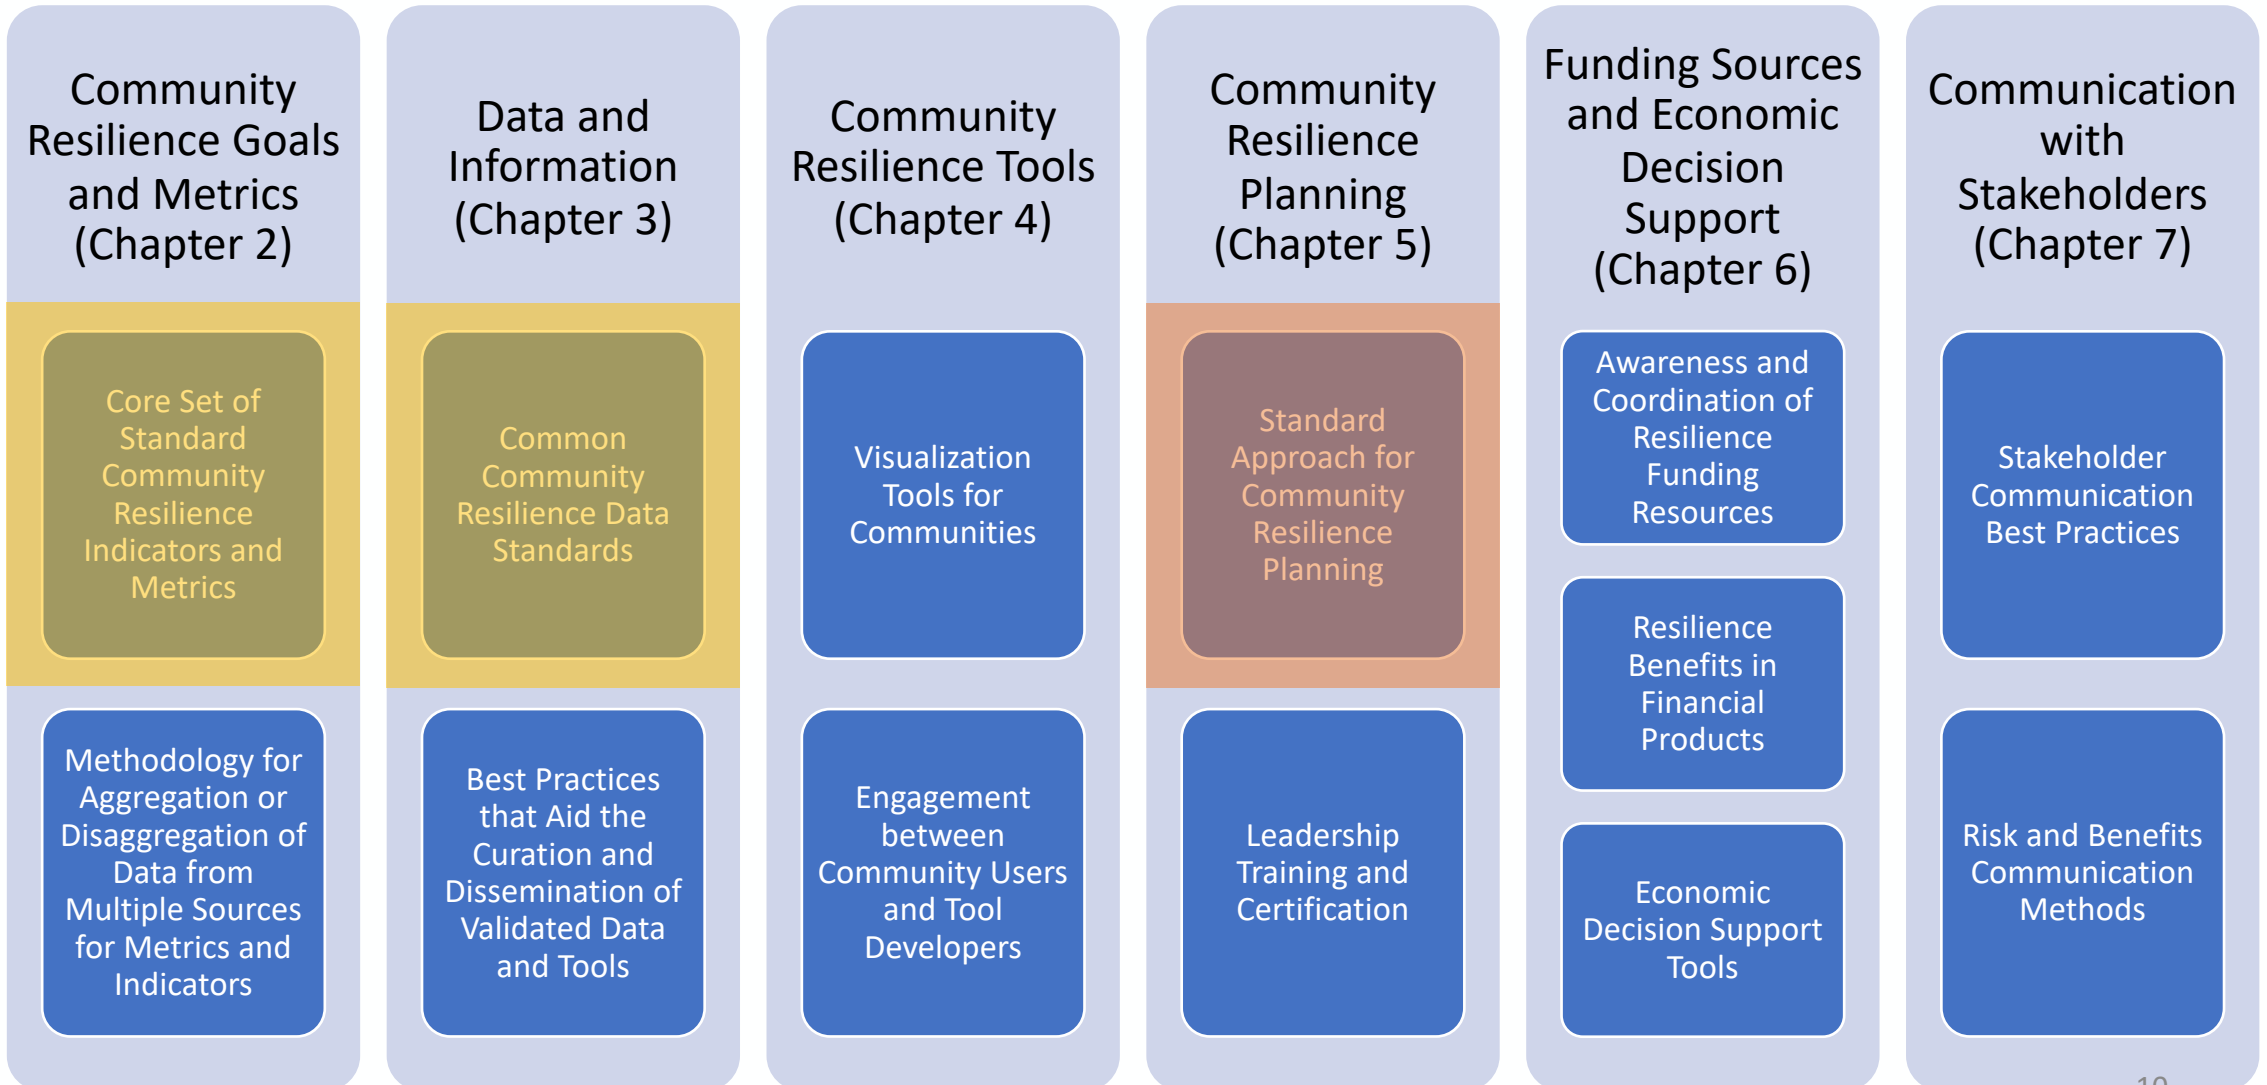 Community
Resilience Goals
and Metrics
(Chapter 2)
Core Set of
Standard
Community
Resilience
Indicators and
Metrics
Methodology for
Aggregation or
Disaggregation of
Data from
Multiple Sources
for Metrics and
Indicators
Data and
Information
(Chapter 3)
Common
Community
Resilience Data
Standards
Best Practices
that Aid the
Curation and
Dissemination of
Validated Data
and Tools
Community
Resilience Tools
(Chapter 4)
Visualization
Tools for
Communities
Engagement
between
Community Users
and Tool
Developers
Community
Resilience
Planning
(Chapter 5)
Standard
Approach for
Community
Resilience
Planning
Leadership
Training and
Certification
Funding Sources
and Economic
Decision
Support
(Chapter 6)
Awareness and
Coordination of
Resilience
Funding
Resources
Resilience
Benefits in
Financial
Products
Economic
Decision Support
Tools
Communication
with
Stakeholders
(Chapter 7)
Stakeholder
Communication
Best Practices
Risk and Benefits
Communication
Methods